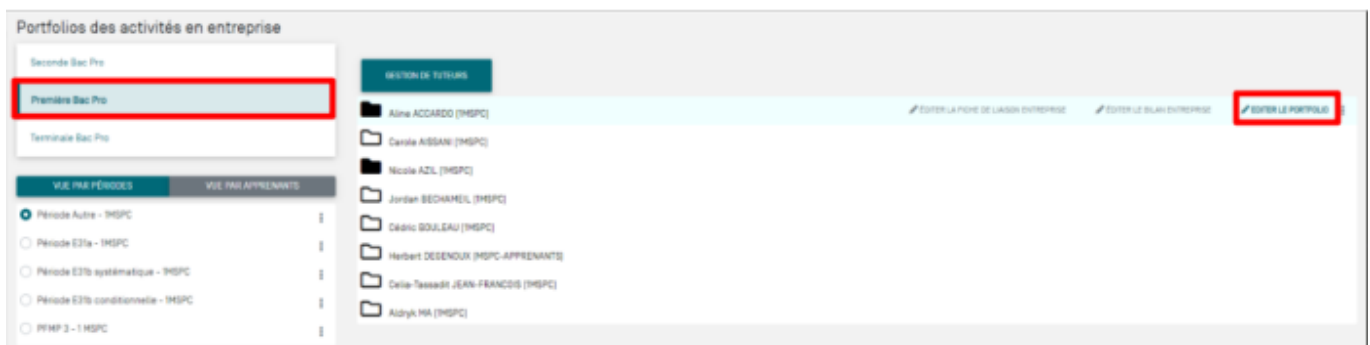 Portfolios des activités en entreprise
Seconde Bac Pro
Première Bac Pro
Terminale Bac Pro
VUE PAR PÉRIODES VUE PAR APPRENANTS
Période Autre - 1MSPC
Période E31a - 1MSPC
Période E31b systématique - 1MSPC
Période E31b conditionnelle - 1MSPC
PFMP 3 - 1 MSPC
GESTION DE TUTEURS
Aline ACCARDO [1MSPC] EDITER LA FICHE DE LIAISON ENTREPRISE EDITER LE BILAN ENTREPRISE EDITER LE PORTFOLIO
Carole AISSANI [1MSPC]
Nicole AZIL [1MSPC]
Jordan BECHAMEIL [1MSPC]
Cédric BOULEAU [1MSPC]
Herbert DEGENOUX [MSPC-APPRENANTS]
Celia-Tassadit JEAN-FRANCOIS [1MSPC]
Aldryk MA [1MSPC]